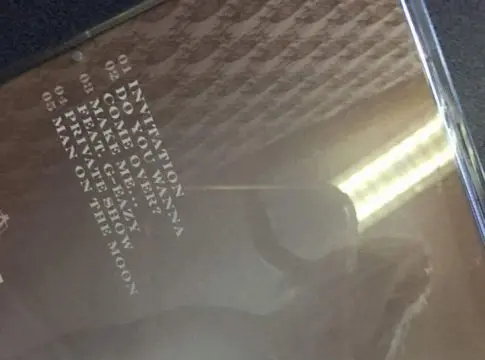 01 INVITATION
02 DO YOU WANNA
COME OVER?
03 MAKE ME...
FEAT. G-EAZY
04 PRIVATE SHOW
05 MAN ON THE MOON